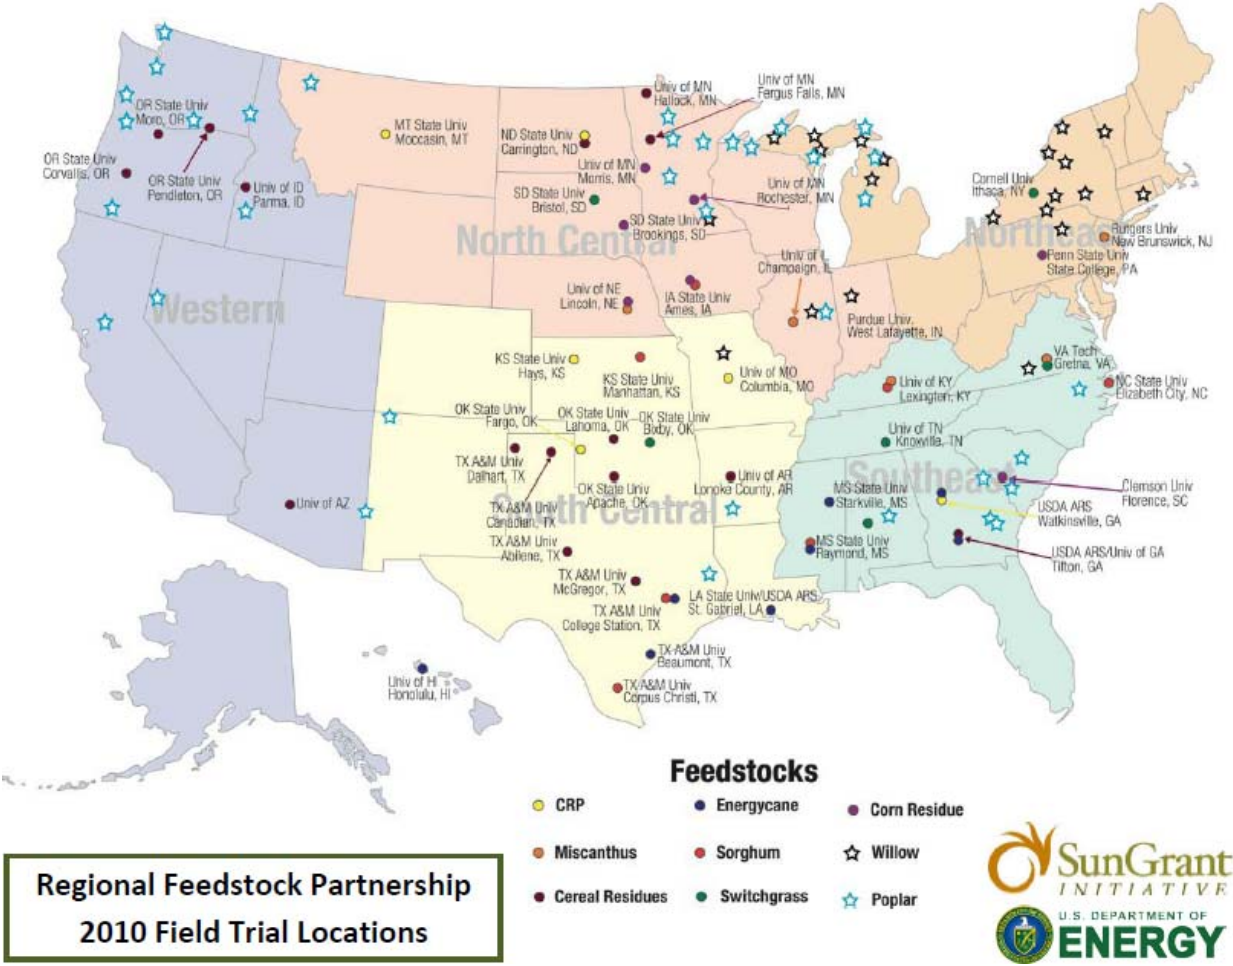 OR State Univ
Moro, OR
OR State Univ
Corvallis, OR
OR State Univ
Pendleton, OR
Univ of ID
Parma, ID
MT State Univ
Moccasin, MT
ND State Univ
Carrington, ND
Univ of MN
Hallock, MN
Univ of MN
Fergus Falls, MN
Univ of MN
Morris, MN
SD State Univ
Bristol, SD
Univ of MN
Rochester, MN
SD State Univ
Brookings, SD
North Central
Univ of NE
Lincoln, NE
IA State Univ
Ames, IA
Univ of IL
Champaign, IL
Purdue Univ.
West Lafayette, IN
Cornell Univ
Ithaca, NY
Northeast
Rutgers Univ
New Brunswick, NJ
Penn State Univ
State College, PA
Western
KS State Univ
Hays, KS
KS State Univ
Manhattan, KS
Univ of MO
Columbia, MO
Univ of KY
Lexington, KY
VA Tech
Gretna, VA
NC State Univ
Elizabeth City, NC
OK State Univ
Fargo, OK
OK State Univ
Lahoma, OK
OK State Univ
Bixby, OK
Univ of TN
Knoxville, TN
TX A&M Univ
Dalhart, TX
OK State Univ
Apache, OK
Univ of AR
Lonoke County, AR
Southeast
MS State Univ
Starkville, MS
Clemson Univ
Florence, SC
Univ of AZ
South Central
TX A&M Univ
Canadian, TX
USDA ARS
Watkinsville, GA
TX A&M Univ
Abilene, TX
MS State Univ
Raymond, MS
USDA ARS/Univ of GA
Tifton, GA
TX A&M Univ
McGregor, TX
TX A&M Univ
College Station, TX
LA State Univ/USDA ARS
St. Gabriel, LA
TX A&M Univ
Beaumont, TX
Univ of HI
Honolulu, HI
TX A&M Univ
Corpus Christi, TX
Feedstocks
CRP
Energycane
Corn Residue
Miscanthus
Sorghum
Willow
Cereal Residues
Switchgrass
Poplar
Regional Feedstock Partnership
2010 Field Trial Locations
SunGrant
INITIATIVE
U.S. DEPARTMENT OF
ENERGY